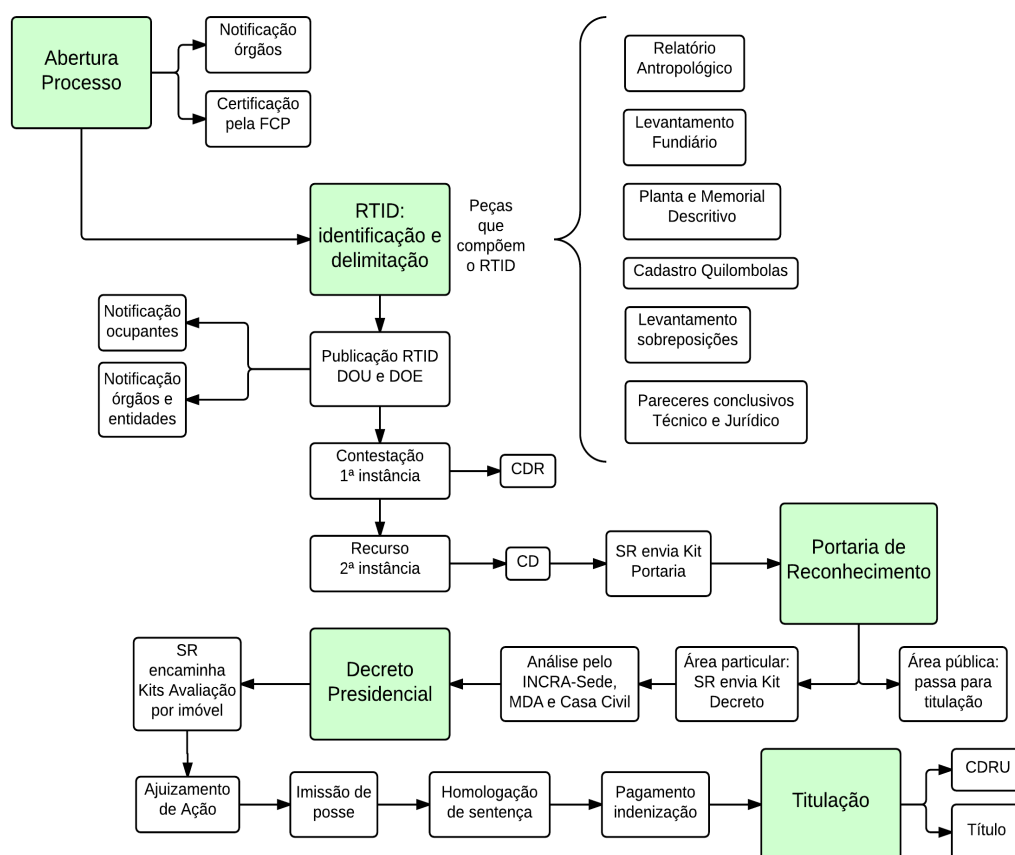 Abertura
Processo
Notificação
órgãos
Certificação
pela FCP
RTID:
identificação e
delimitação
Peças
que
compõem
o RTID
Relatório
Antropológico
Levantamento
Fundiário
Planta e Memorial
Descritivo
Cadastro Quilombolas
Levantamento
sobreposições
Pareceres conclusivos
Técnico e Jurídico
Notificação
ocupantes
Notificação
órgãos e
entidades
Publicação RTID
DOU e DOE
Contestação
1ª instância
CDR
Recurso
2ª instância
CD
SR envia Kit
Portaria
Portaria de
Reconhecimento
Área pública:
passa para
titulação
Área particular:
SR envia Kit
Decreto
Análise pelo
INCRA-Sede,
MDA e Casa Civil
Decreto
Presidencial
SR
encaminha
Kits Avaliação
por imóvel
Ajuizamento
de Ação
Imissão de
posse
Homologação
de sentença
Pagamento
indenização
Titulação
CDRU
Título